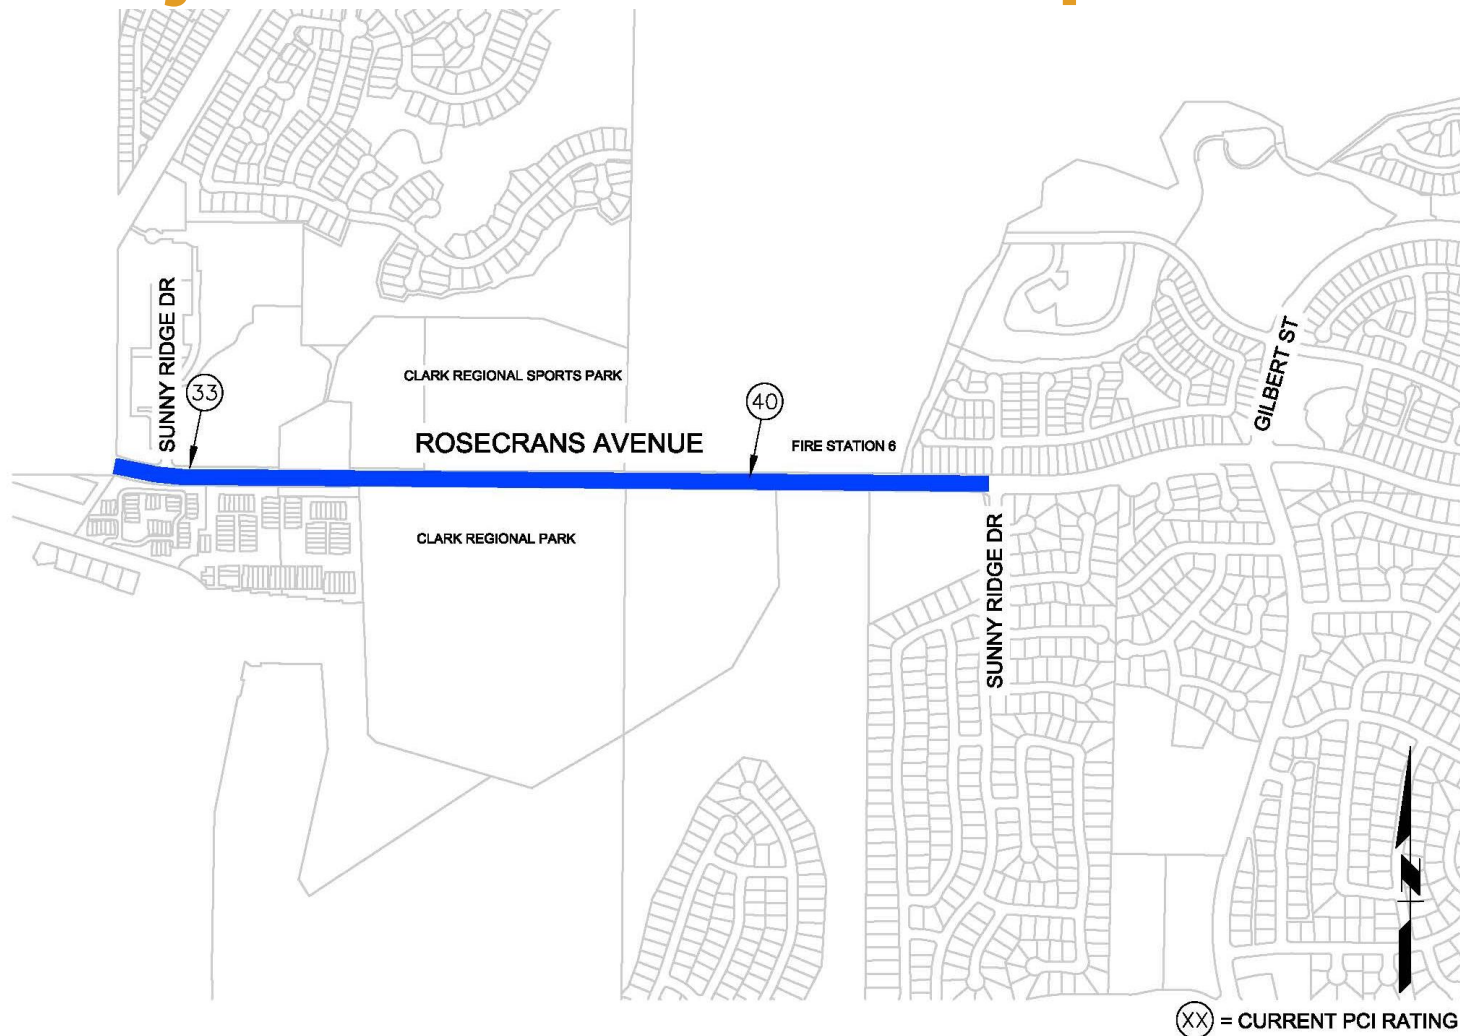 SUNNY RIDGE DR
33
CLARK REGIONAL SPORTS PARK
40
GILBERT ST
ROSECRANS AVENUE
FIRE STATION 6
CLARK REGIONAL PARK
SUNNY RIDGE DR
N
XX = CURRENT PCI RATING